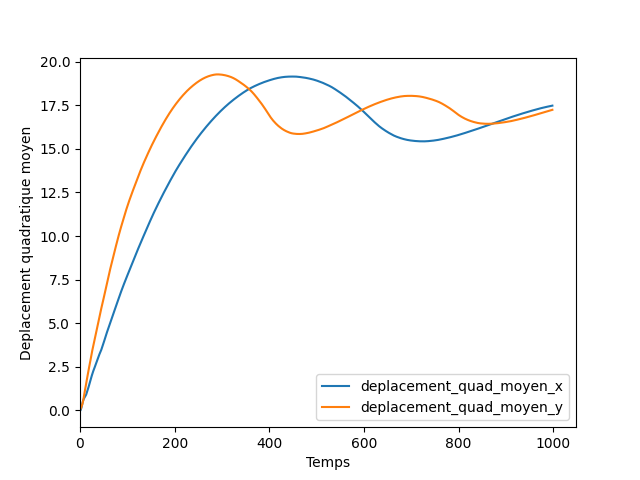 20.0
17.5
15.0
12.5
10.0
7.5
5.0
2.5
0.0
Deplacement quadratique moyen
deplacement_quad_moyen_x
deplacement_quad_moyen_y
0 200 400 600 800 1000
Temps